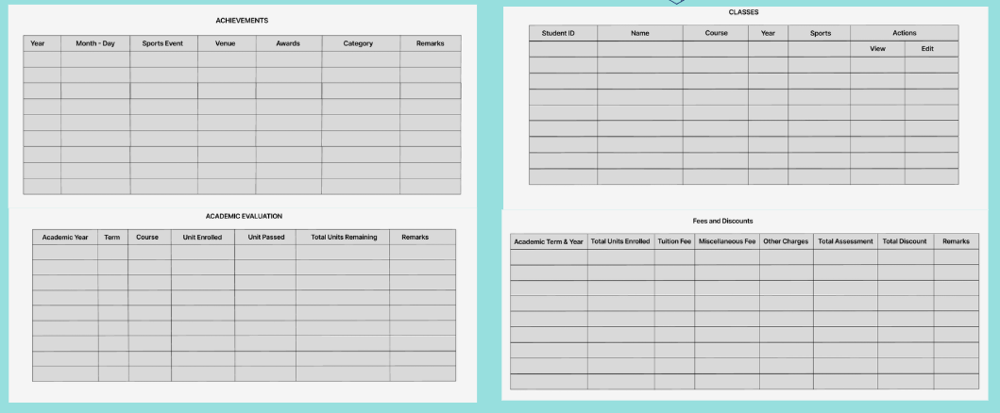 ACHIEVEMENTS
Year Month - Day Sports Event Venue Awards Category Remarks
CLASSES
Student ID Name Course Year Sports Actions
View Edit
ACADEMIC EVALUATION
Academic Year Term Course Unit Enrolled Unit Passed Total Units Remaining Remarks
Fees and Discounts
Academic Term & Year Total Units Enrolled Tuition Fee Miscellaneous Fee Other Charges Total Assessment Total Discount Remarks